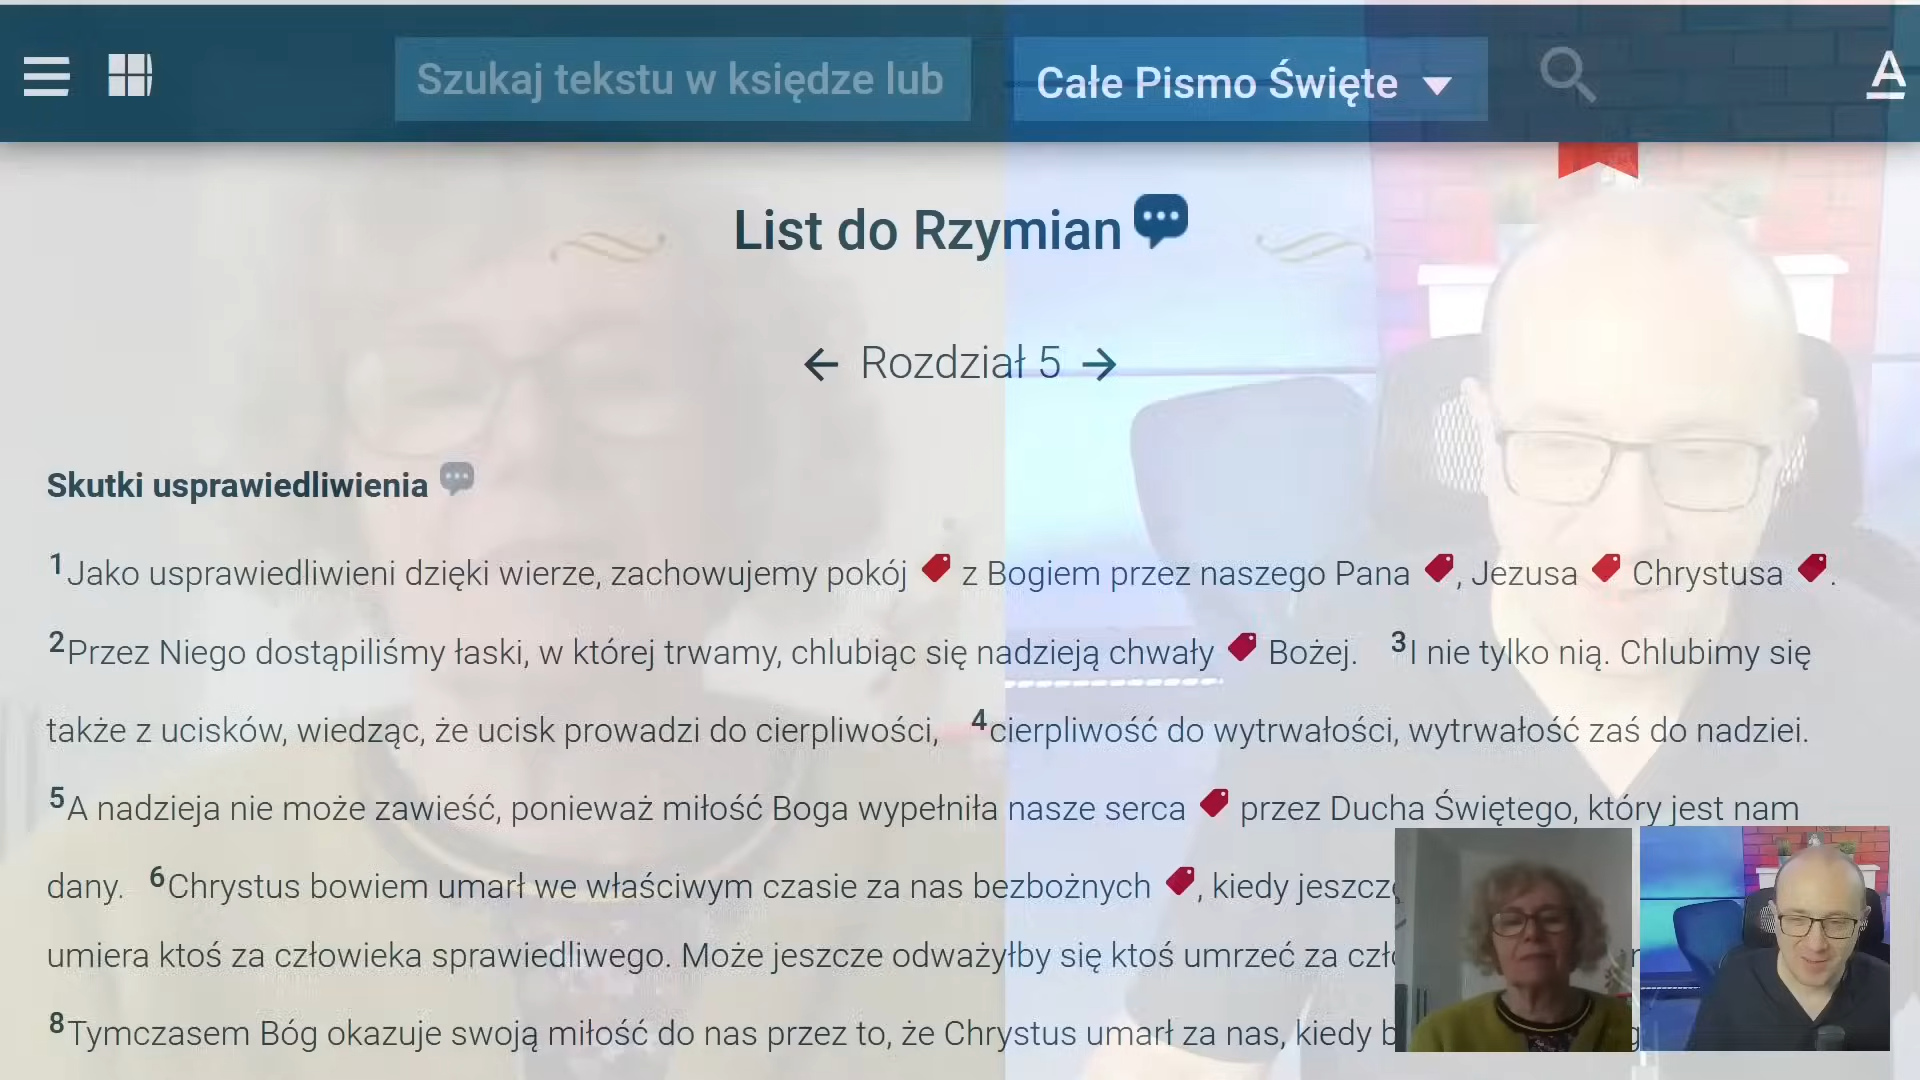 Szukaj tekstu w księdze lub
Całe Pismo Święte
A
List do Rzymian
Rozdział 5
Skutki usprawiedliwienia
1 Jako usprawiedliwieni dzięki wierze, zachowujemy pokój z Bogiem przez naszego Pana , Jezusa Chrystusa .
2 Przez Niego dostąpiliśmy łaski, w której trwamy, chlubiąc się nadzieją chwały Bożej. 3 I nie tylko nią. Chlubimy się
także z ucisków, wiedząc, że ucisk prowadzi do cierpliwości, 4 cierpliwość do wytrwałości, wytrwałość zaś do nadziei.
5 A nadzieja nie może zawieść, ponieważ miłość Boga wypełniła nasze serca przez Ducha Świętego, który jest nam
dany. 6 Chrystus bowiem umarł we właściwym czasie za nas bezbożnych , kiedy
umiera ktoś za człowieka sprawiedliwego. Może jeszcze odważyłby się ktoś umrzeć za
8 Tymczasem Bóg okazuje swoją miłość do nas przez to, że Chrystus umarł za nas, kiedy